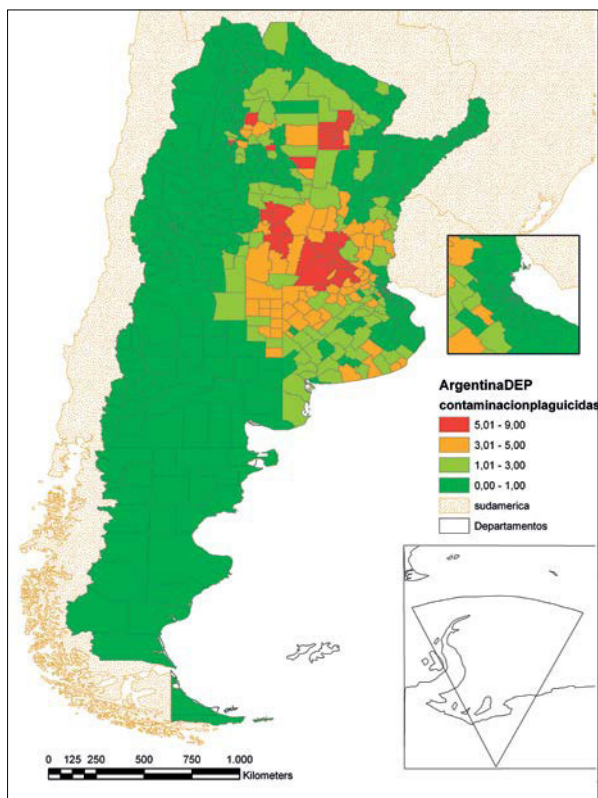 ArgentinaDEP
contaminacionplaguicidas
5,01 - 9,00
3,01 - 5,00
1,01 - 3,00
0,00 - 1,00
sudamerica
Departamentos
0 125 250 500 750 1.000
Kilometers